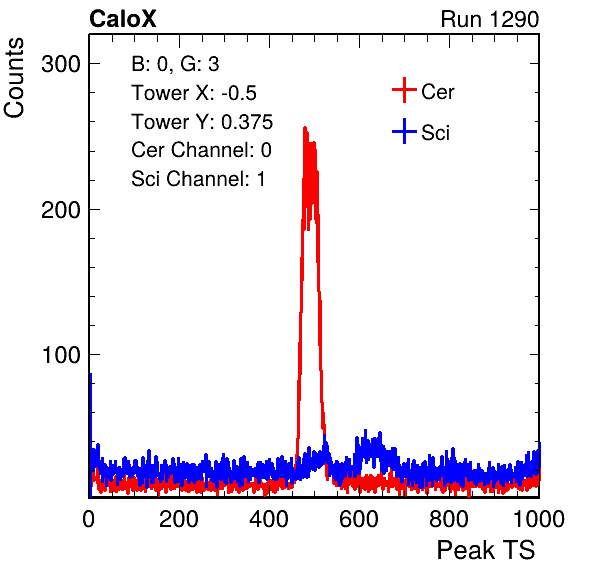 CaloX Run 1290
Counts
300
200
100
B: 0, G: 3
Tower X: -0.5
Tower Y: 0.375
Cer Channel: 0
Sci Channel: 1
Cer
Sci
0 200 400 600 800 1000
Peak TS